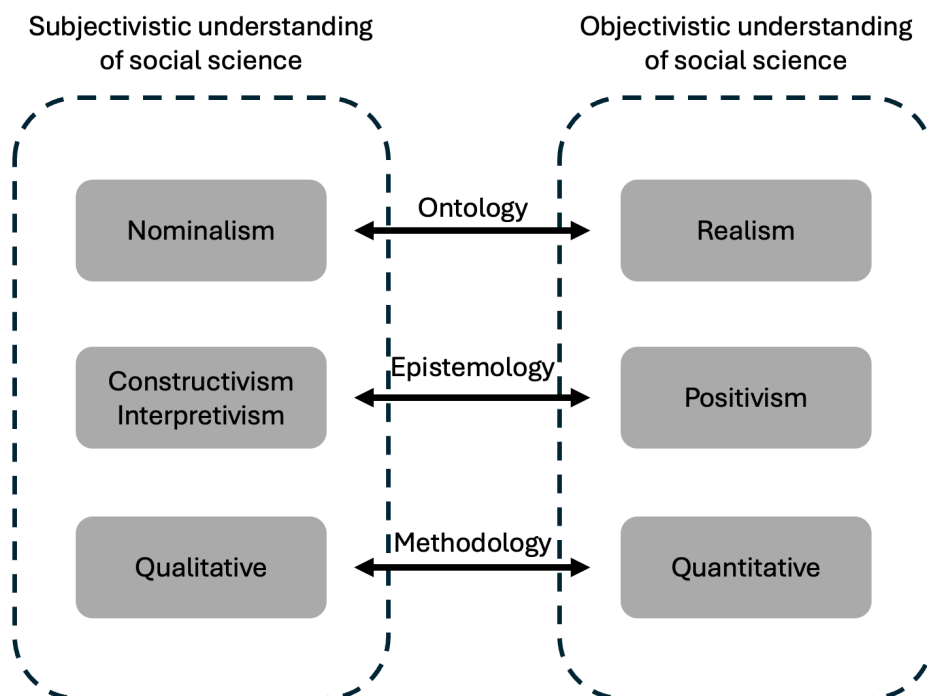 Subjectivistic understanding
of social science
Objectivistic understanding
of social science
Nominalism
Ontology
Realism
Constructivism
Interpretivism
Epistemology
Positivism
Qualitative
Methodology
Quantitative